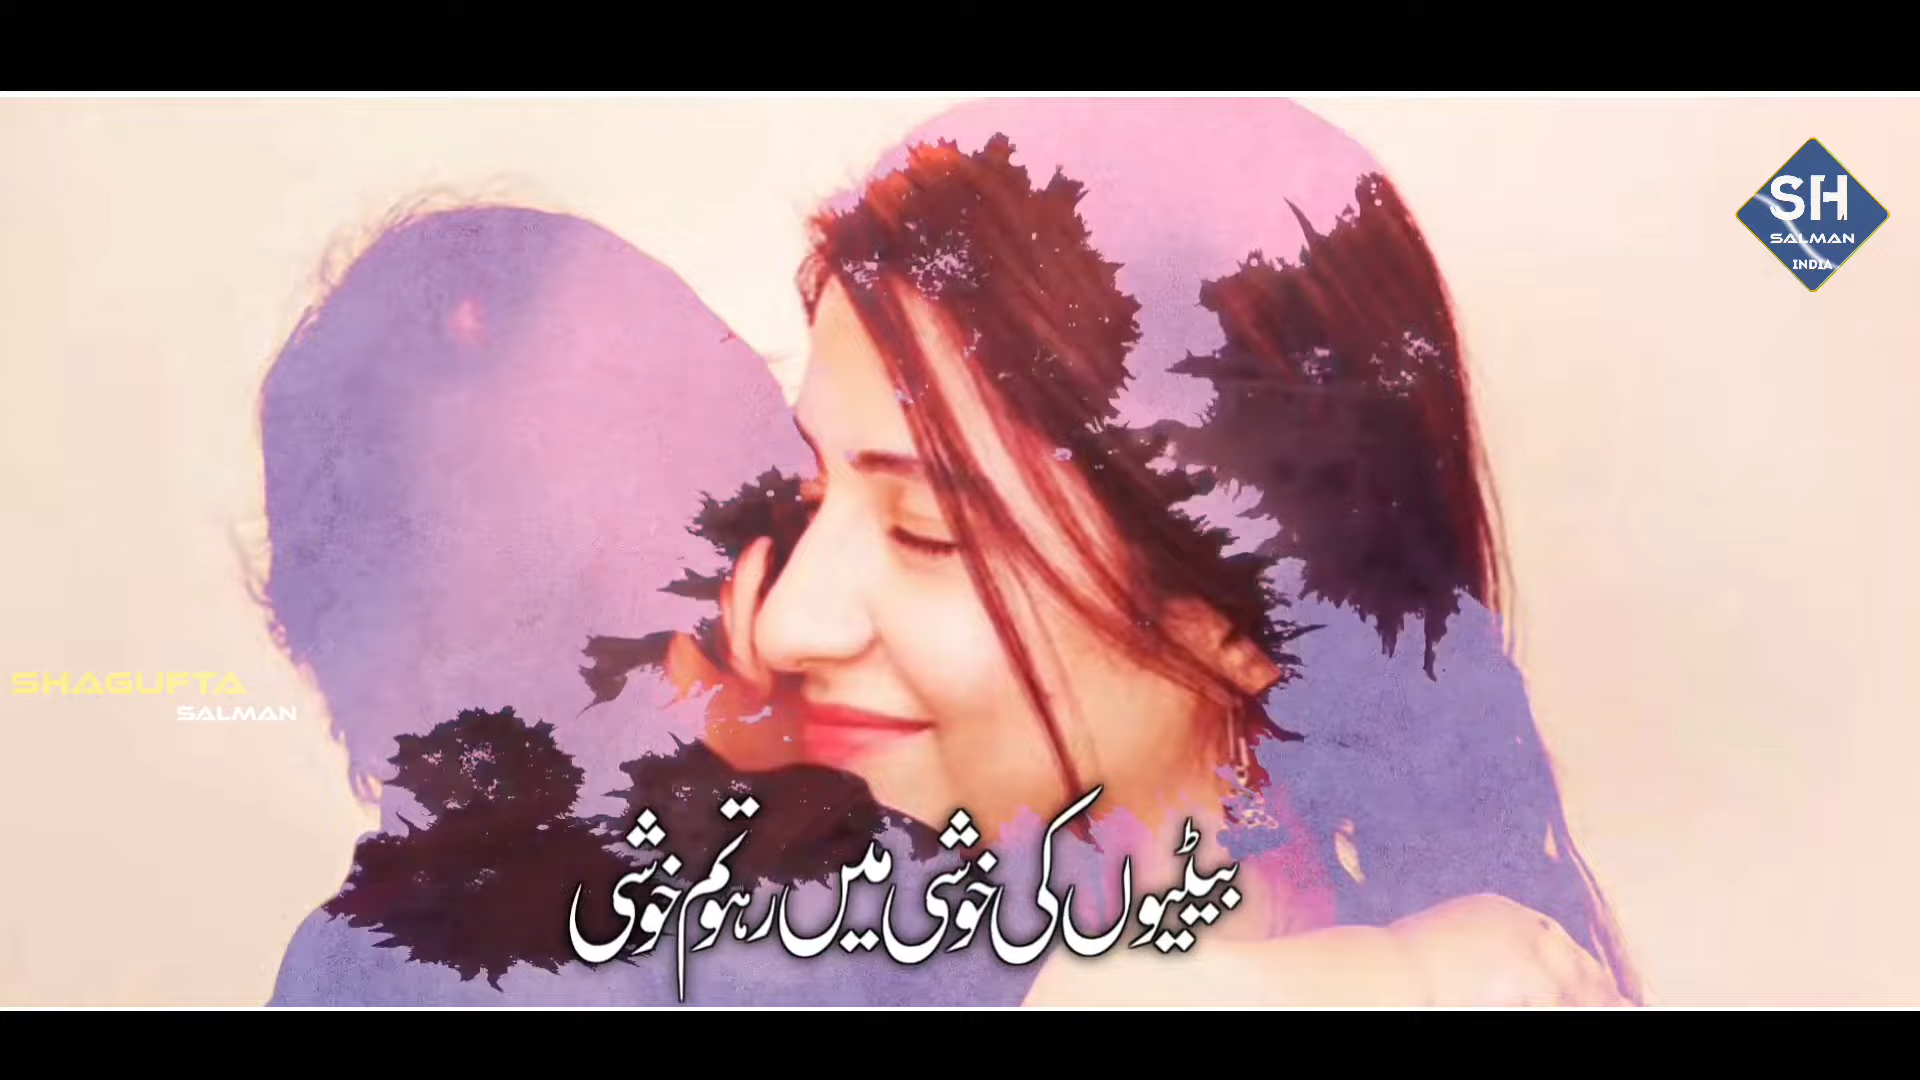 SH
SALMAN
INDIA
SHAGUFTA
SALMAN
بیٹیوں کی خوشی میں رہو تم خوشی